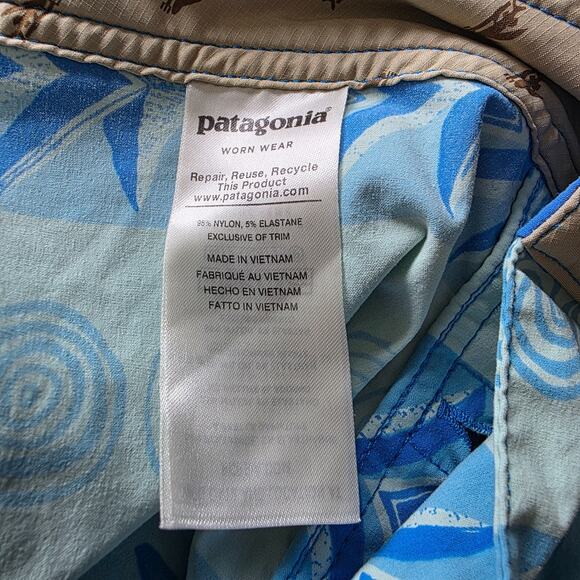 patagonia®
WORN WEAR
Repair, Reuse, Recycle
This Product
www.patagonia.com
95% NYLON, 5% ELASTANE
EXCLUSIVE OF TRIM
MADE IN VIETNAM
FABRIQUÉ AU VIETNAM
HECHO EN VIETNAM
FATTO IN VIETNAM